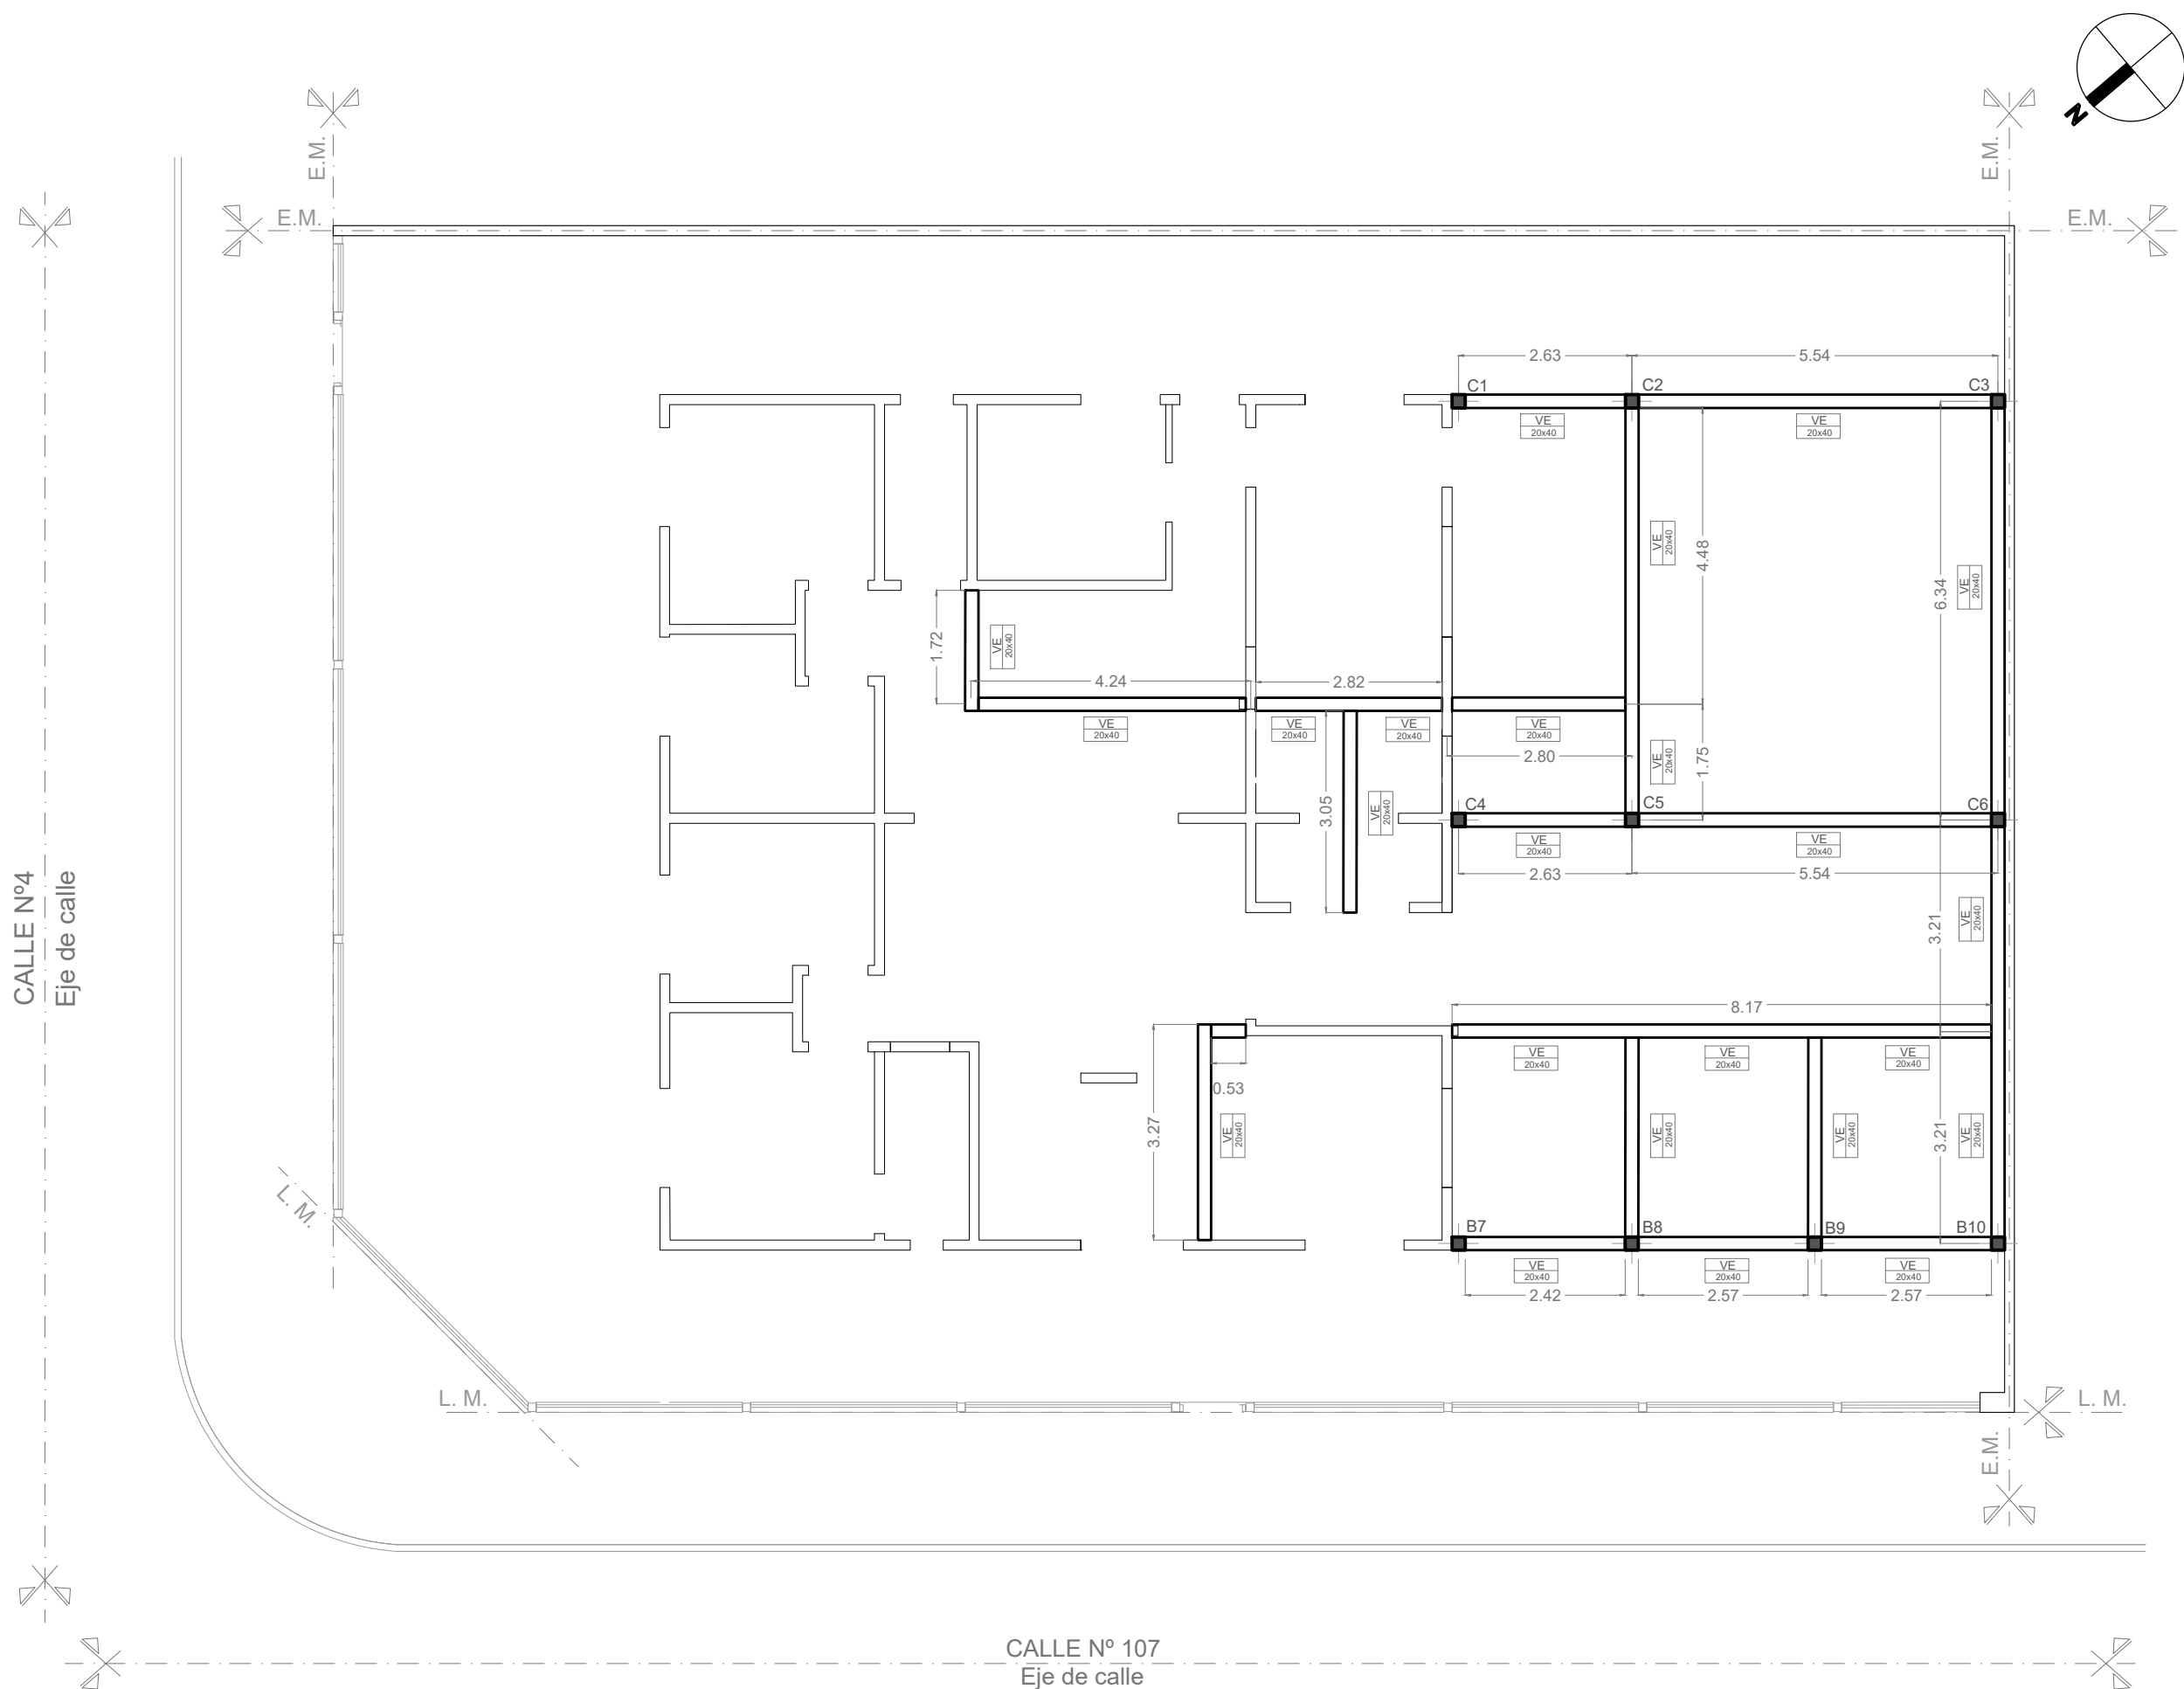 N
E.M.
E.M.
E.M.
E.M.
2.63
5.54
C1
C2
C3
VE
20x40
VE
20x40
VE
20x40
4.48
VE
20x40
6.34
1.72
VE
20x40
4.24
2.82
VE
20x40
VE
20x40
VE
20x40
VE
20x40
2.80
VE
20x40
1.75
3.05
VE
20x40
C4
C5
C6
VE
20x40
VE
20x40
2.63
5.54
CALLE Nº4
Eje de calle
VE
20x40
3.21
8.17
VE
20x40
VE
20x40
VE
20x40
0.53
3.27
VE
20x40
VE
20x40
VE
20x40
3.21
VE
20x40
L. M.
B7
B8
B9
B10
VE
20x40
VE
20x40
VE
20x40
2.42
2.57
2.57
L. M.
L. M.
E.M.
CALLE Nº 107
Eje de calle